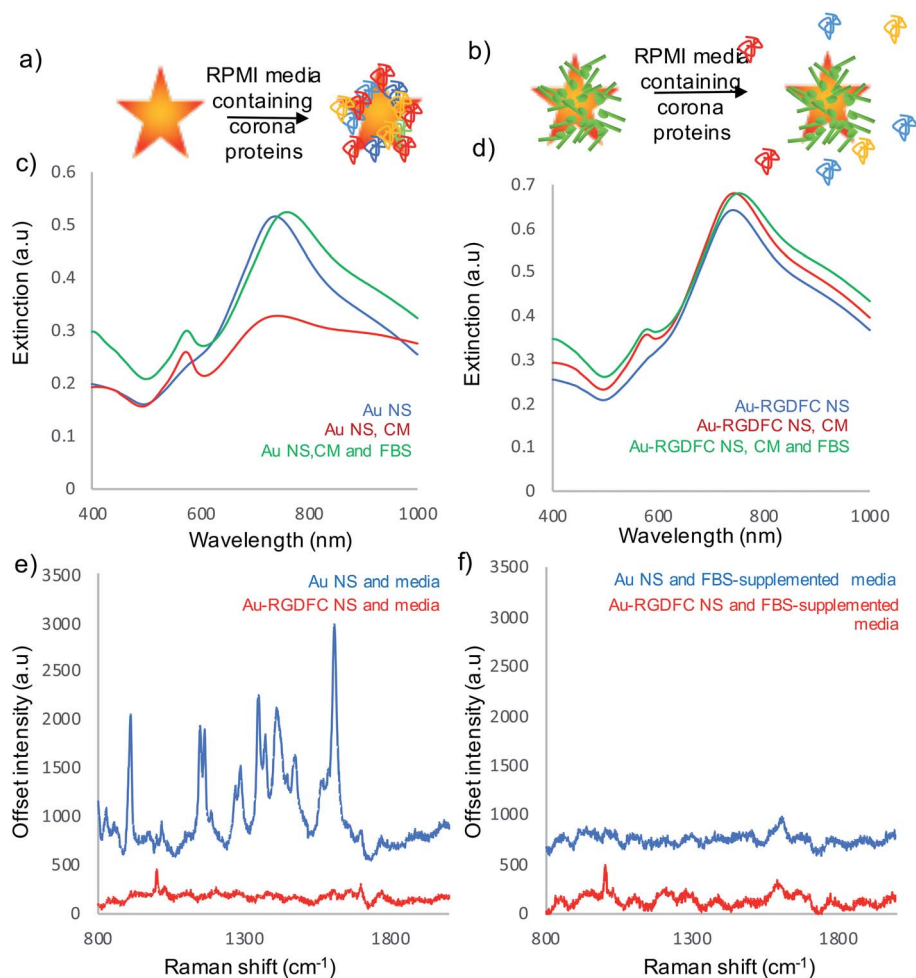 a)
RPMI media
containing
corona
proteins
b)
RPMI media
containing
corona
proteins
c)
0.6
0.5
0.4
0.3
0.2
0.1
0
Extinction (a.u)
Au NS
Au NS, CM
Au NS,CM and FBS
400
600
800
1000
Wavelength (nm)
d)
0.7
0.6
0.5
0.4
0.3
0.2
0.1
0
Extinction (a.u)
Au-RGDFC NS
Au-RGDFC NS, CM
Au-RGDFC NS, CM and FBS
400
600
800
1000
Wavelength (nm)
e)
3500
3000
2500
2000
1500
1000
500
0
Offset intensity (a.u)
Au NS and media
Au-RGDFC NS and media
800
1300
1800
Raman shift (cm-1)
f)
3500
3000
2500
2000
1500
1000
500
0
Offset intensity (a.u)
Au NS and FBS-supplemented media
Au-RGDFC NS and FBS-supplemented
media
800
1300
1800
Raman shift (cm-1)